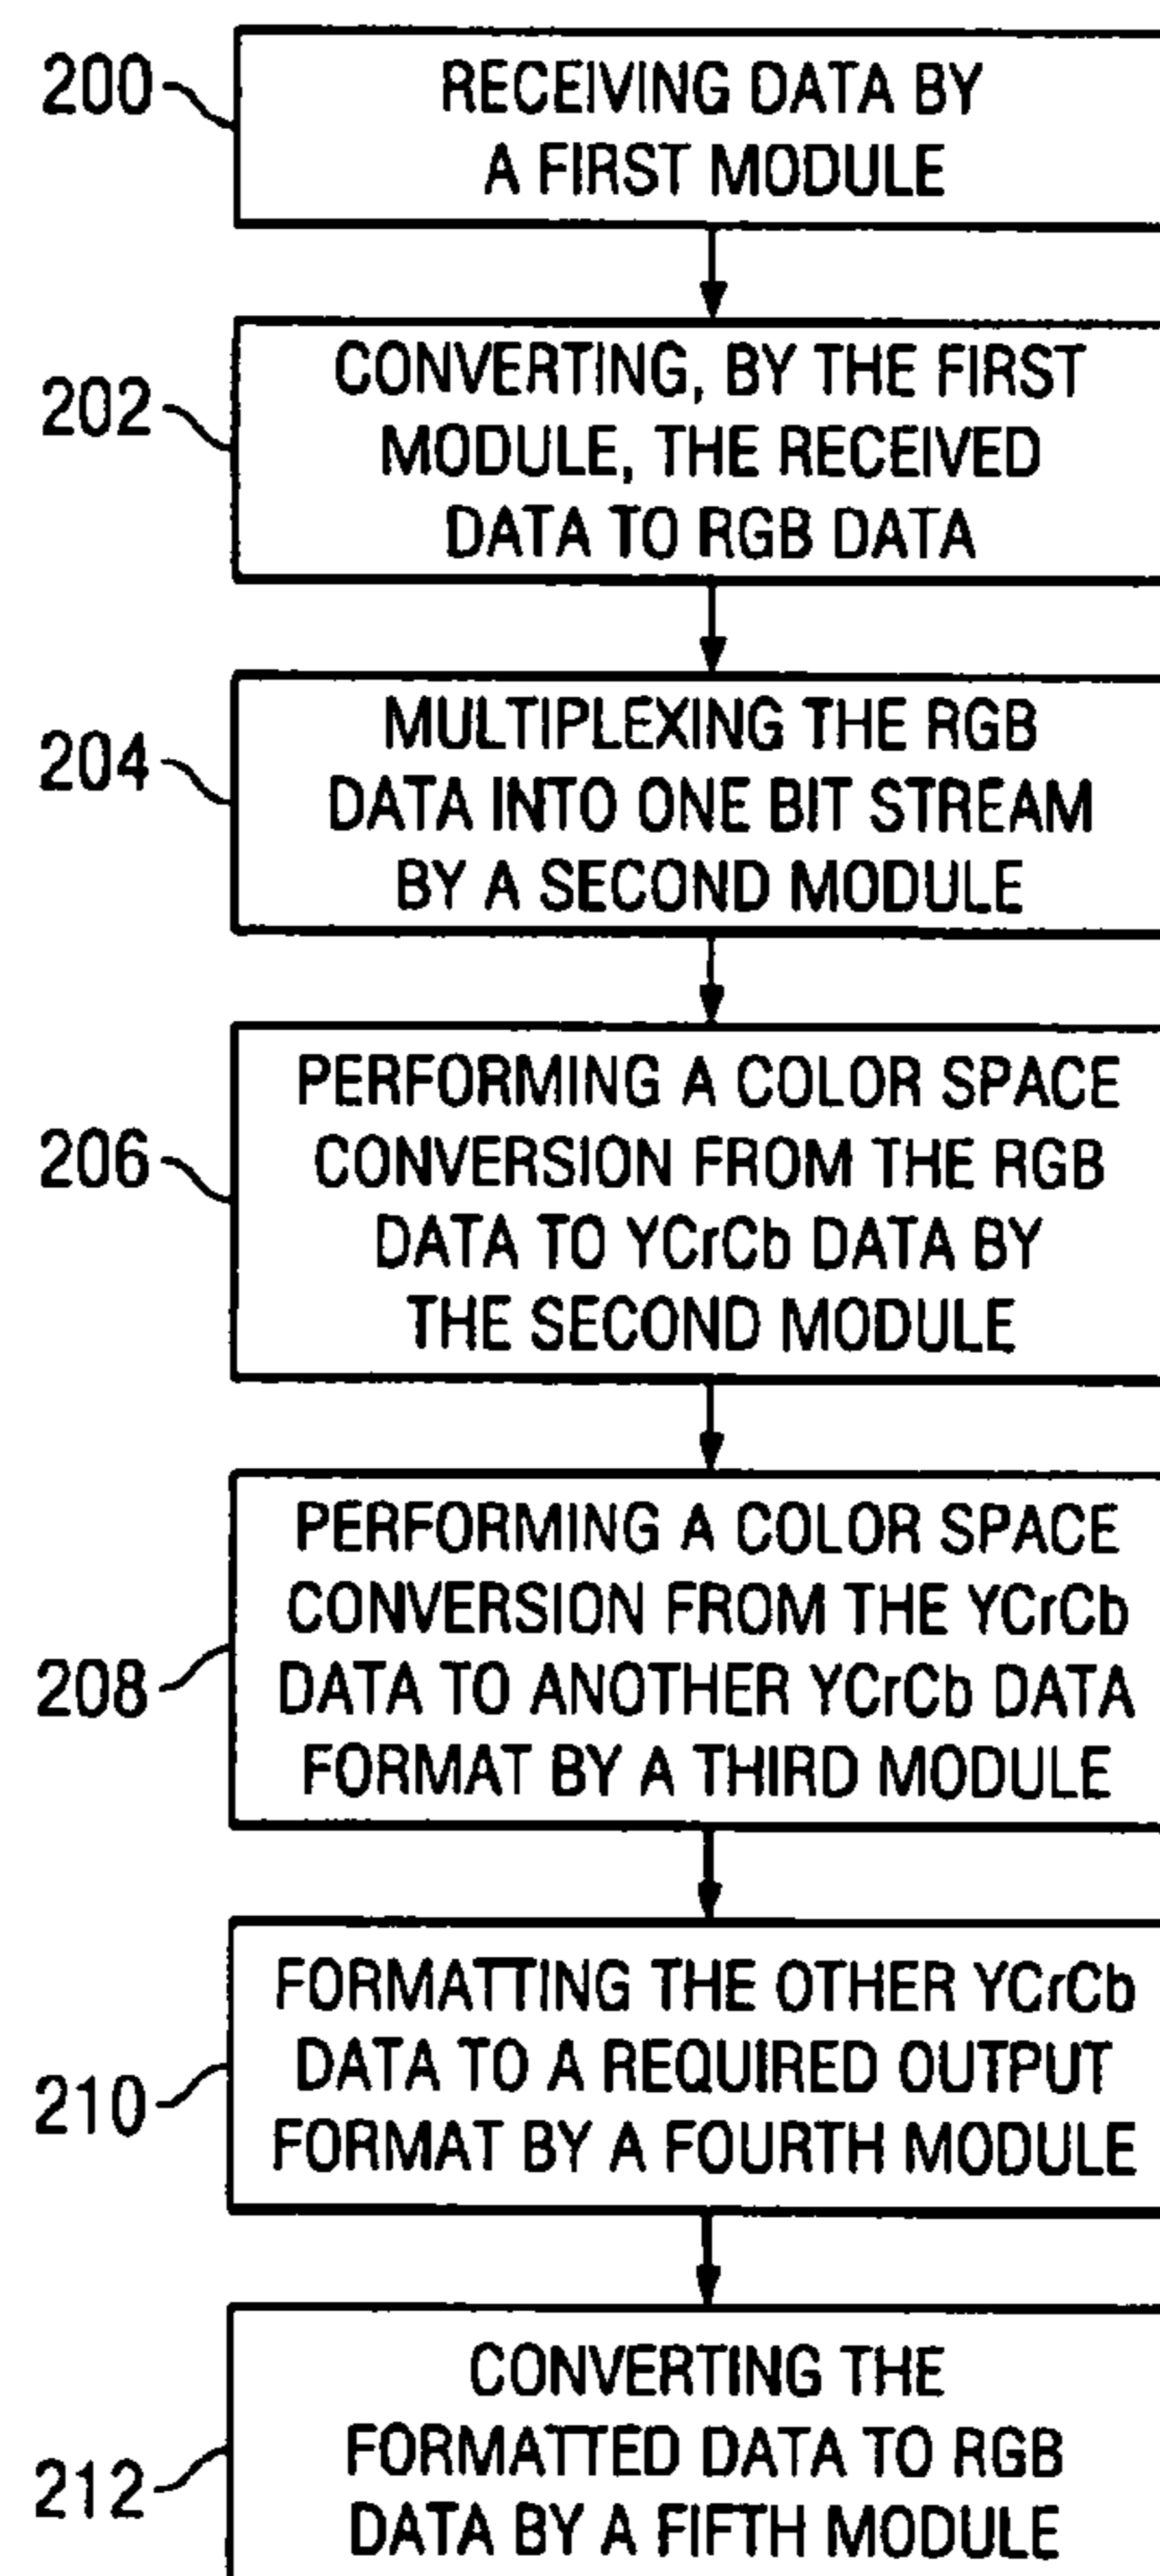 200
RECEIVING DATA BY
A FIRST MODULE
202
CONVERTING, BY THE FIRST
MODULE, THE RECEIVED
DATA TO RGB DATA
204
MULTIPLEXING THE RGB
DATA INTO ONE BIT STREAM
BY A SECOND MODULE
206
PERFORMING A COLOR SPACE
CONVERSION FROM THE RGB
DATA TO YCrCb DATA BY
THE SECOND MODULE
208
PERFORMING A COLOR SPACE
CONVERSION FROM THE YCrCb
DATA TO ANOTHER YCrCb DATA
FORMAT BY A THIRD MODULE
210
FORMATTING THE OTHER YCrCb
DATA TO A REQUIRED OUTPUT
FORMAT BY A FOURTH MODULE
212
CONVERTING THE
FORMATTED DATA TO RGB
DATA BY A FIFTH MODULE